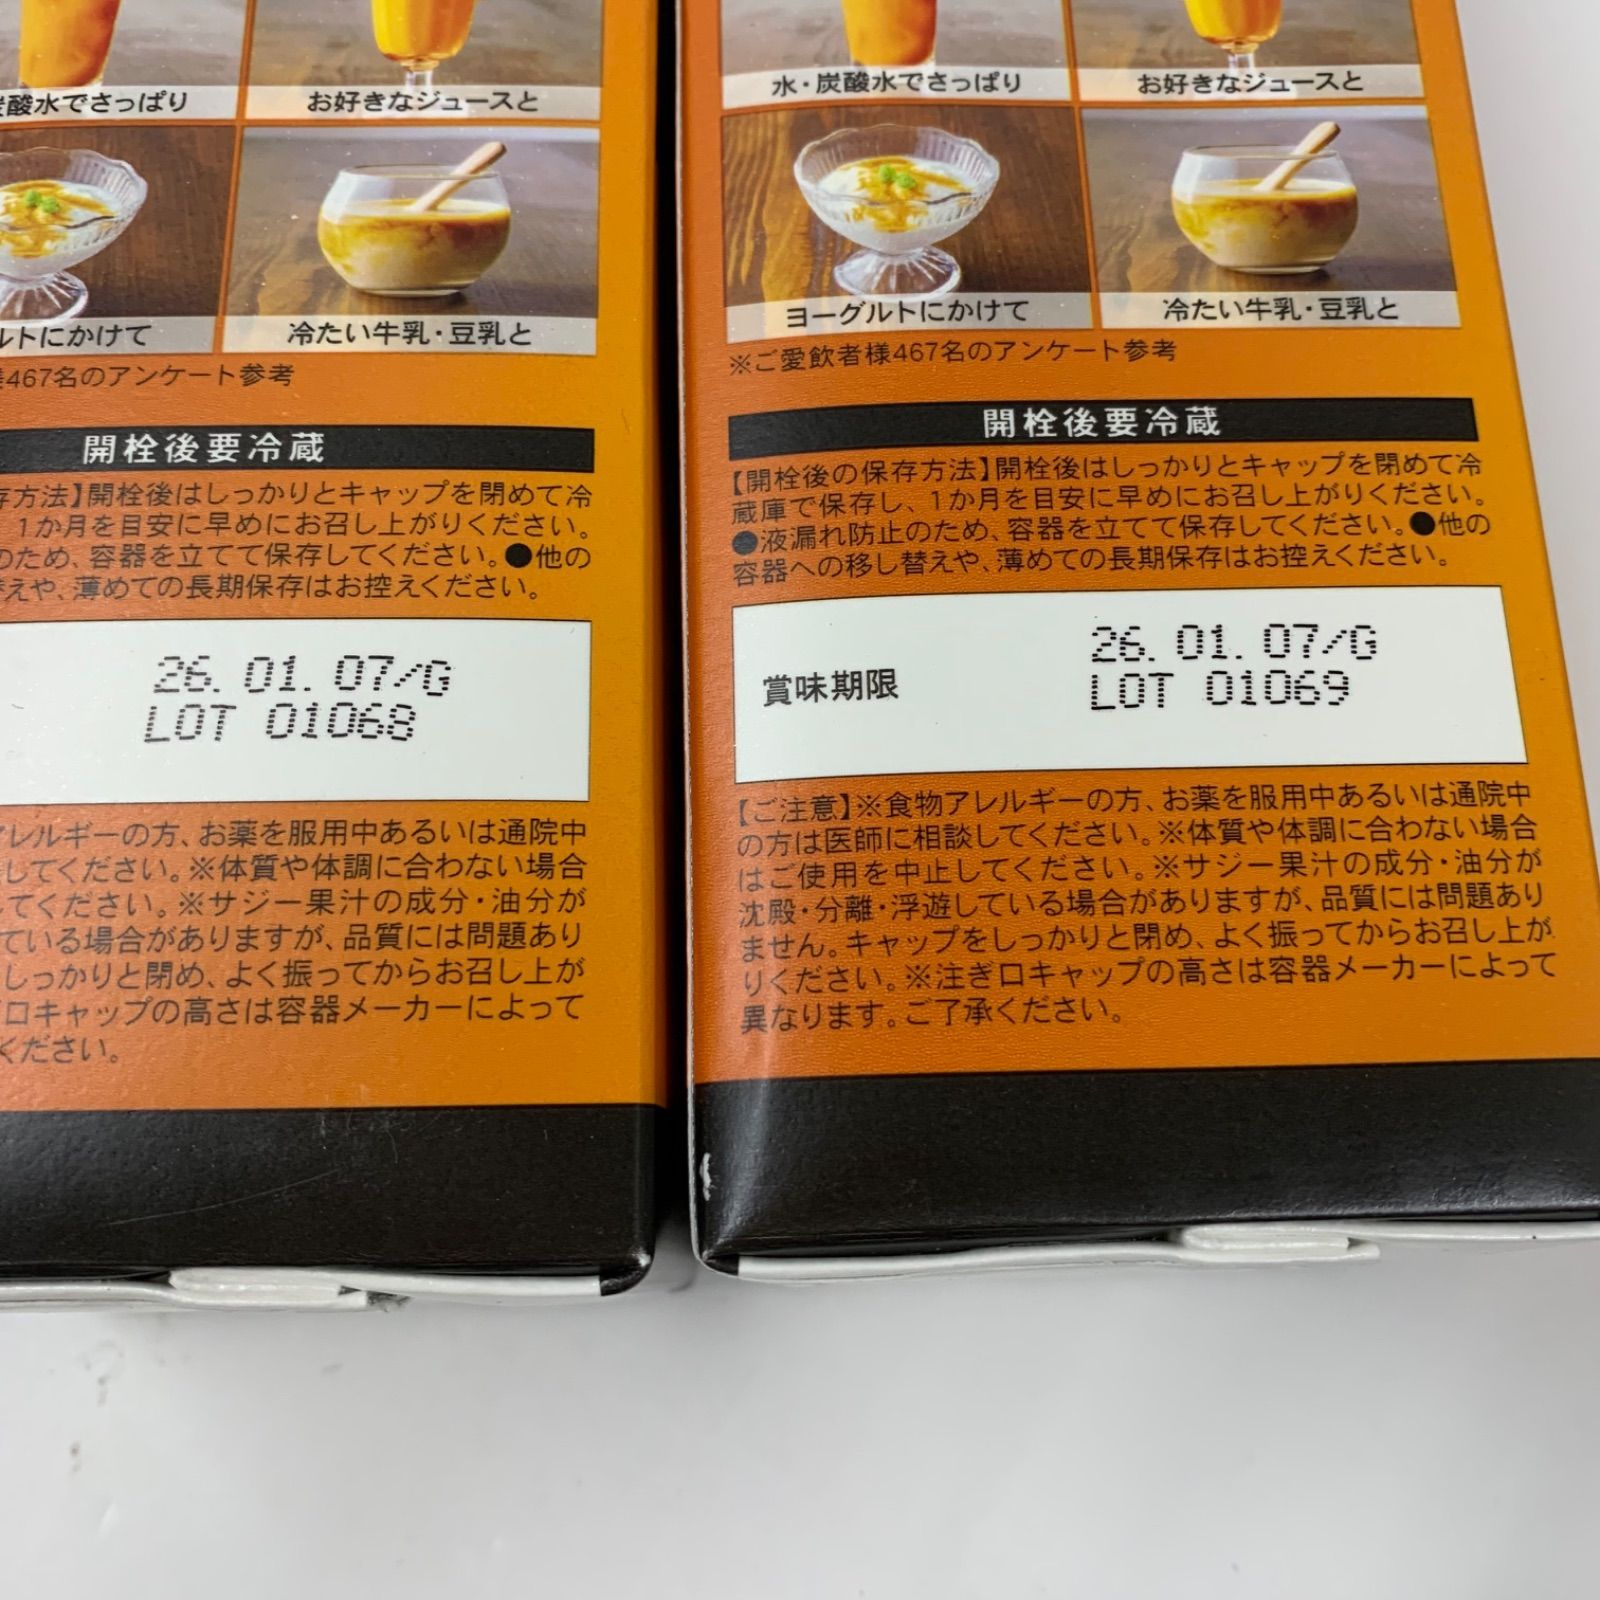 酸水でさっぱり
お好きなジュースと
ルトにかけて
冷たい牛乳・豆乳と
467名のアンケート参考
開栓後要冷蔵
存方法】開栓後はしっかりとキャップを閉めて冷
1か月を目安に早めにお召し上がりください。
のため、容器を立てて保存してください。●他の
替えや、薄めての長期保存はお控えください。
26. 01. 07/G
LOT 01068
アレルギーの方、お薬を服用中あるいは通院中
してください。※体質や体調に合わない場合
してください。※サジー果汁の成分・油分が
ている場合がありますが、品質には問題あり
しっかりと閉め、よく振ってからお召し上が
口キャップの高さは容器メーカーによって
ください。
水・炭酸水でさっぱり
お好きなジュースと
ヨーグルトにかけて
冷たい牛乳・豆乳と
※ご愛飲者様467名のアンケート参考
開栓後要冷蔵
【開栓後の保存方法】開栓後はしっかりとキャップを閉めて冷
蔵庫で保存し、1か月を目安に早めにお召し上がりください。
●液漏れ防止のため、容器を立てて保存してください。●他の
容器への移し替えや、薄めての長期保存はお控えください。
賞味期限
26. 01. 07/G
LOT 01069
【ご注意】※食物アレルギーの方、お薬を服用中あるいは通院中
の方は医師に相談してください。※体質や体調に合わない場合
はご使用を中止してください。※サジー果汁の成分・油分が
沈殿・分離・浮遊している場合がありますが、品質には問題あり
ません。キャップをしっかりと閉め、よく振ってからお召し上が
りください。※注ぎ口キャップの高さは容器メーカーによって
異なります。ご了承ください。